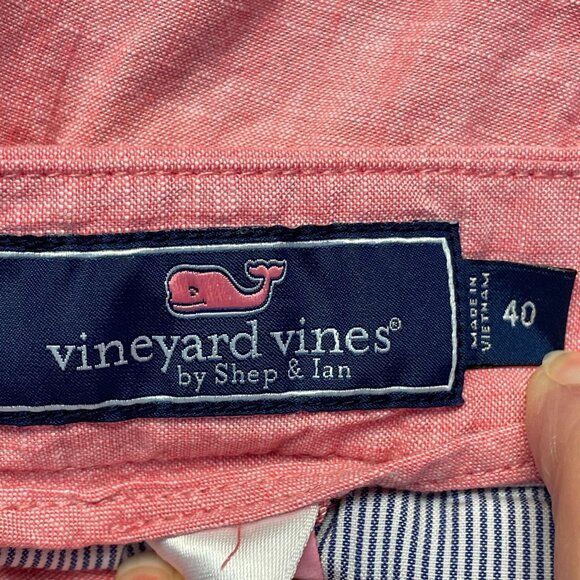 vineyard vines®
by Shep & Ian
MADE IN
VIETNAM
40